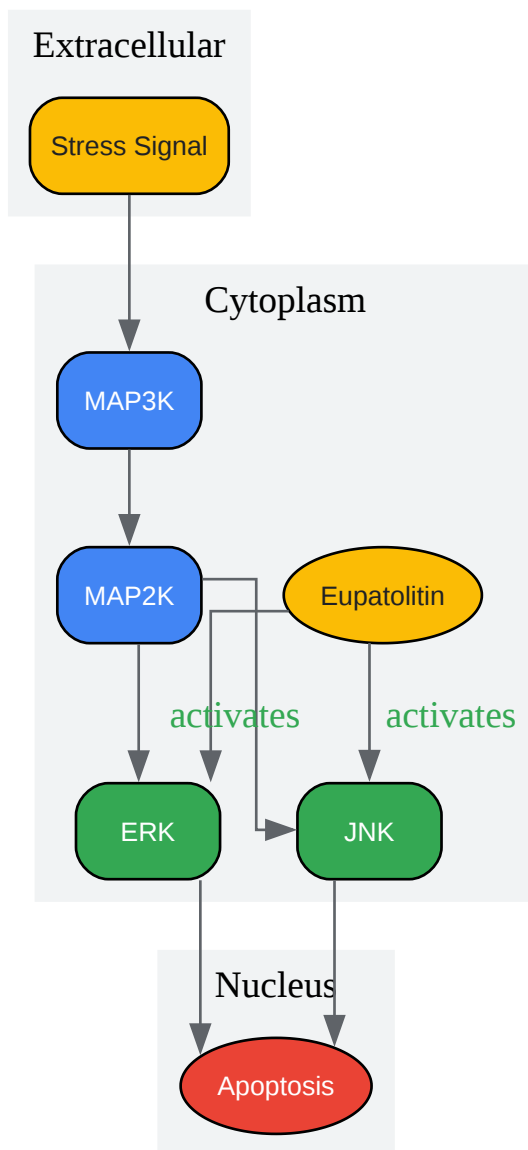 Extracellular
Stress Signal
Cytoplasm
MAP3K
MAP2K
Eupatolitin
activates
activates
ERK
JNK
Nucleus
Apoptosis